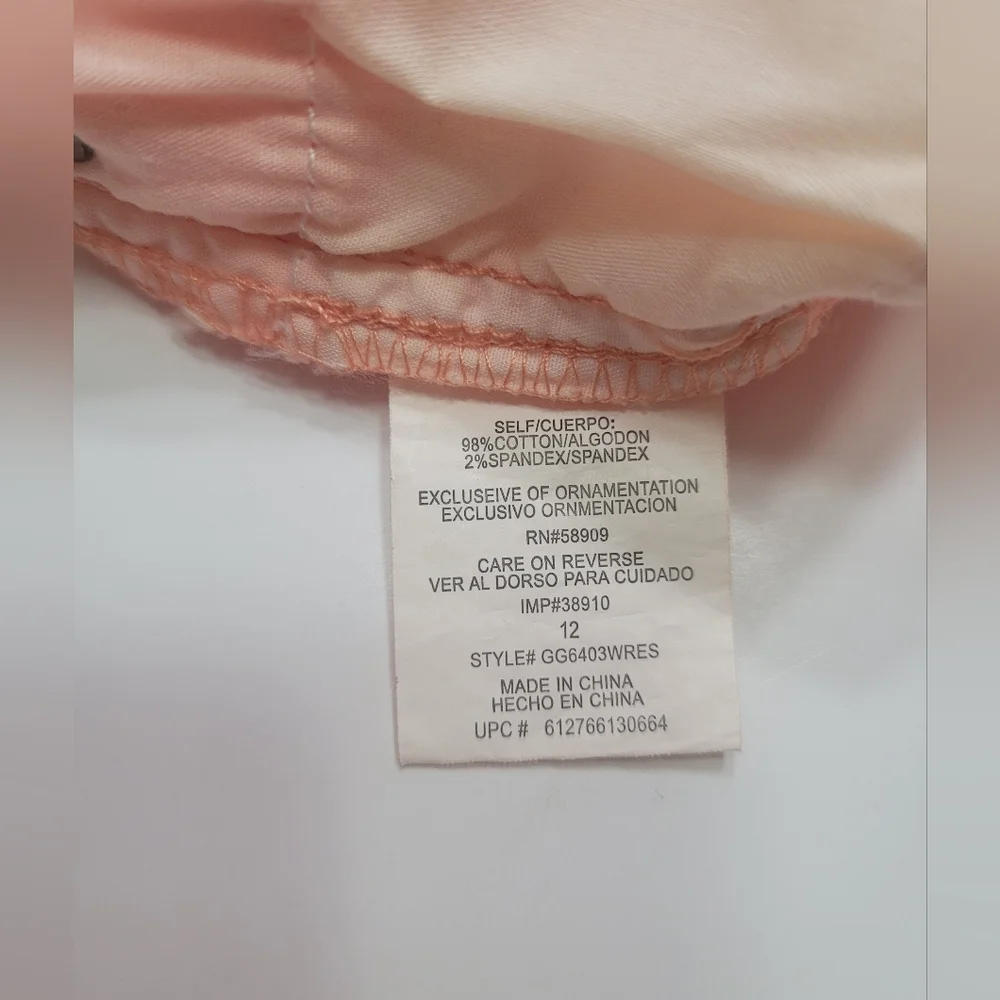 SELF/CUERPO:
98%COTTON/ALGODON
2%SPANDEX/SPANDEX
EXCLUSEIVE OF ORNAMENTATION
EXCLUSIVO ORNMENTACION
RN#58909
CARE ON REVERSE
VER AL DORSO PARA CUIDADO
IMP#38910
12
STYLE# GG6403WRES
MADE IN CHINA
HECHO EN CHINA
UPC # 612766130664